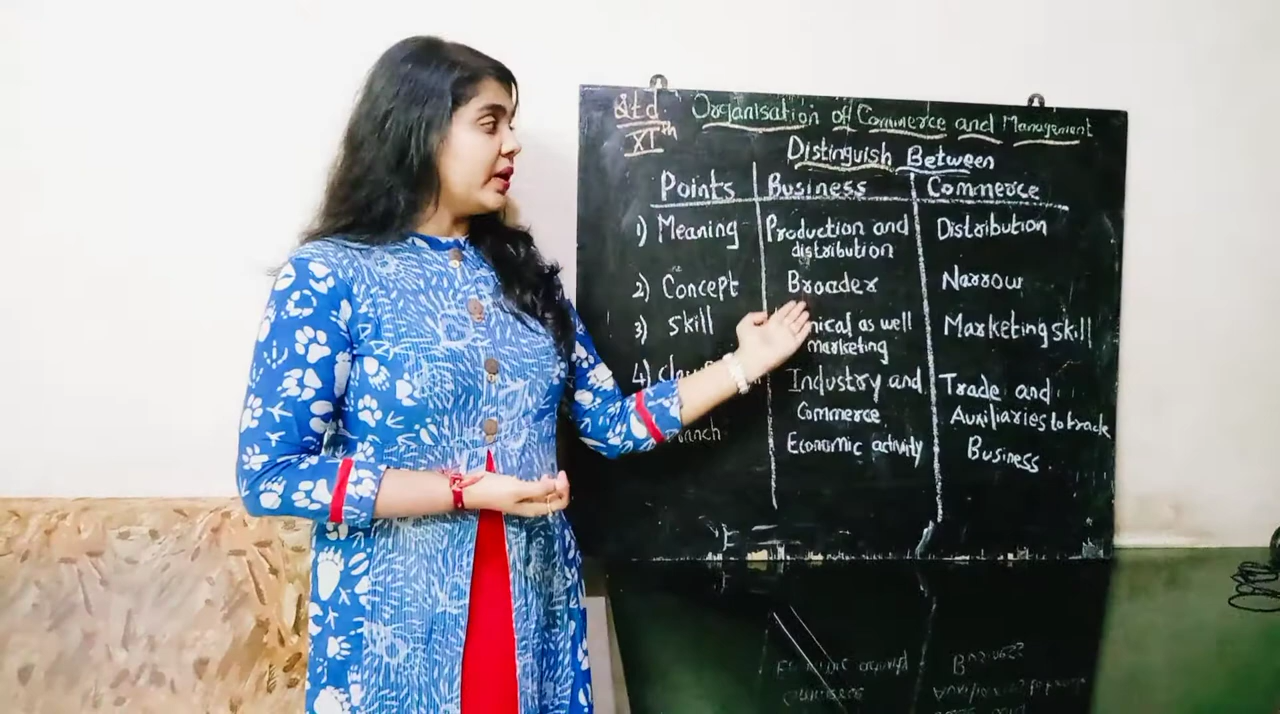 Std. Organisation of Commerce and Management
XIth
Distinguish Between
Points Business Commerce
1) Meaning Production and Distribution
distribution
2) Concept Broader Narrow
3) Skill as well Marketing skill
marketing
4) Industry and Trade and
Commerce Auxiliaries to trade
Economic activity Business.